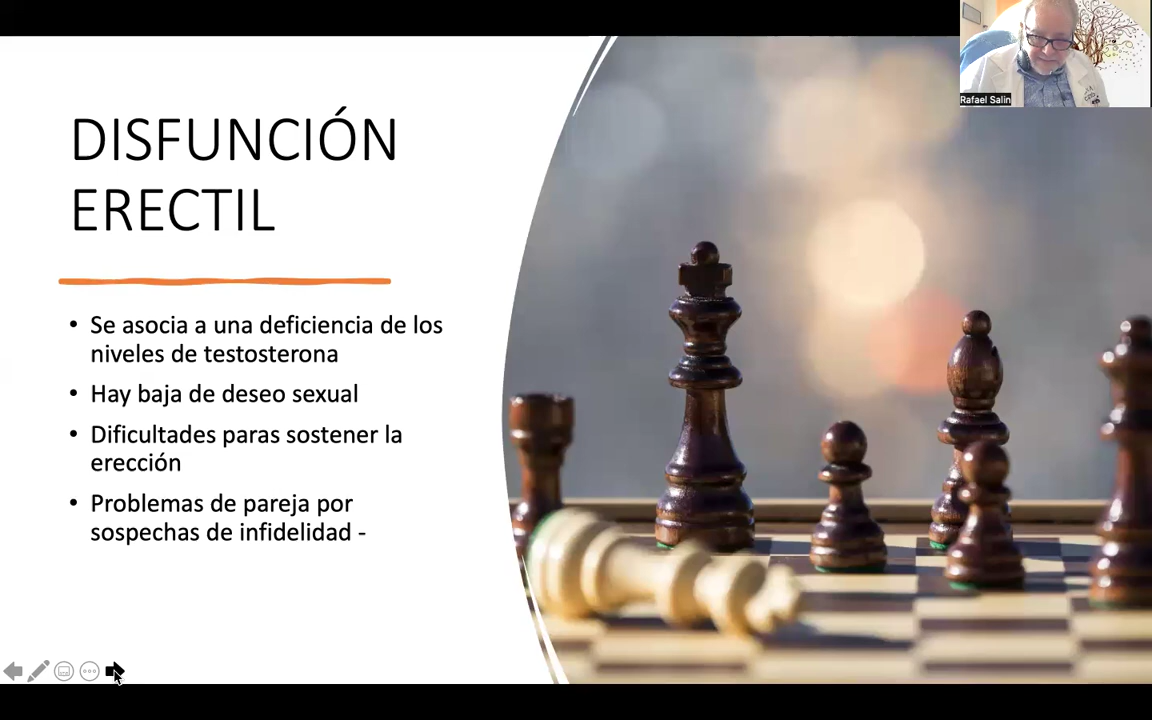 Rafael Salin
DISFUNCIÓN
ERECTIL
• Se asocia a una deficiencia de los
niveles de testosterona
• Hay baja de deseo sexual
• Dificultades paras sostener la
erección
• Problemas de pareja por
sospechas de infidelidad -